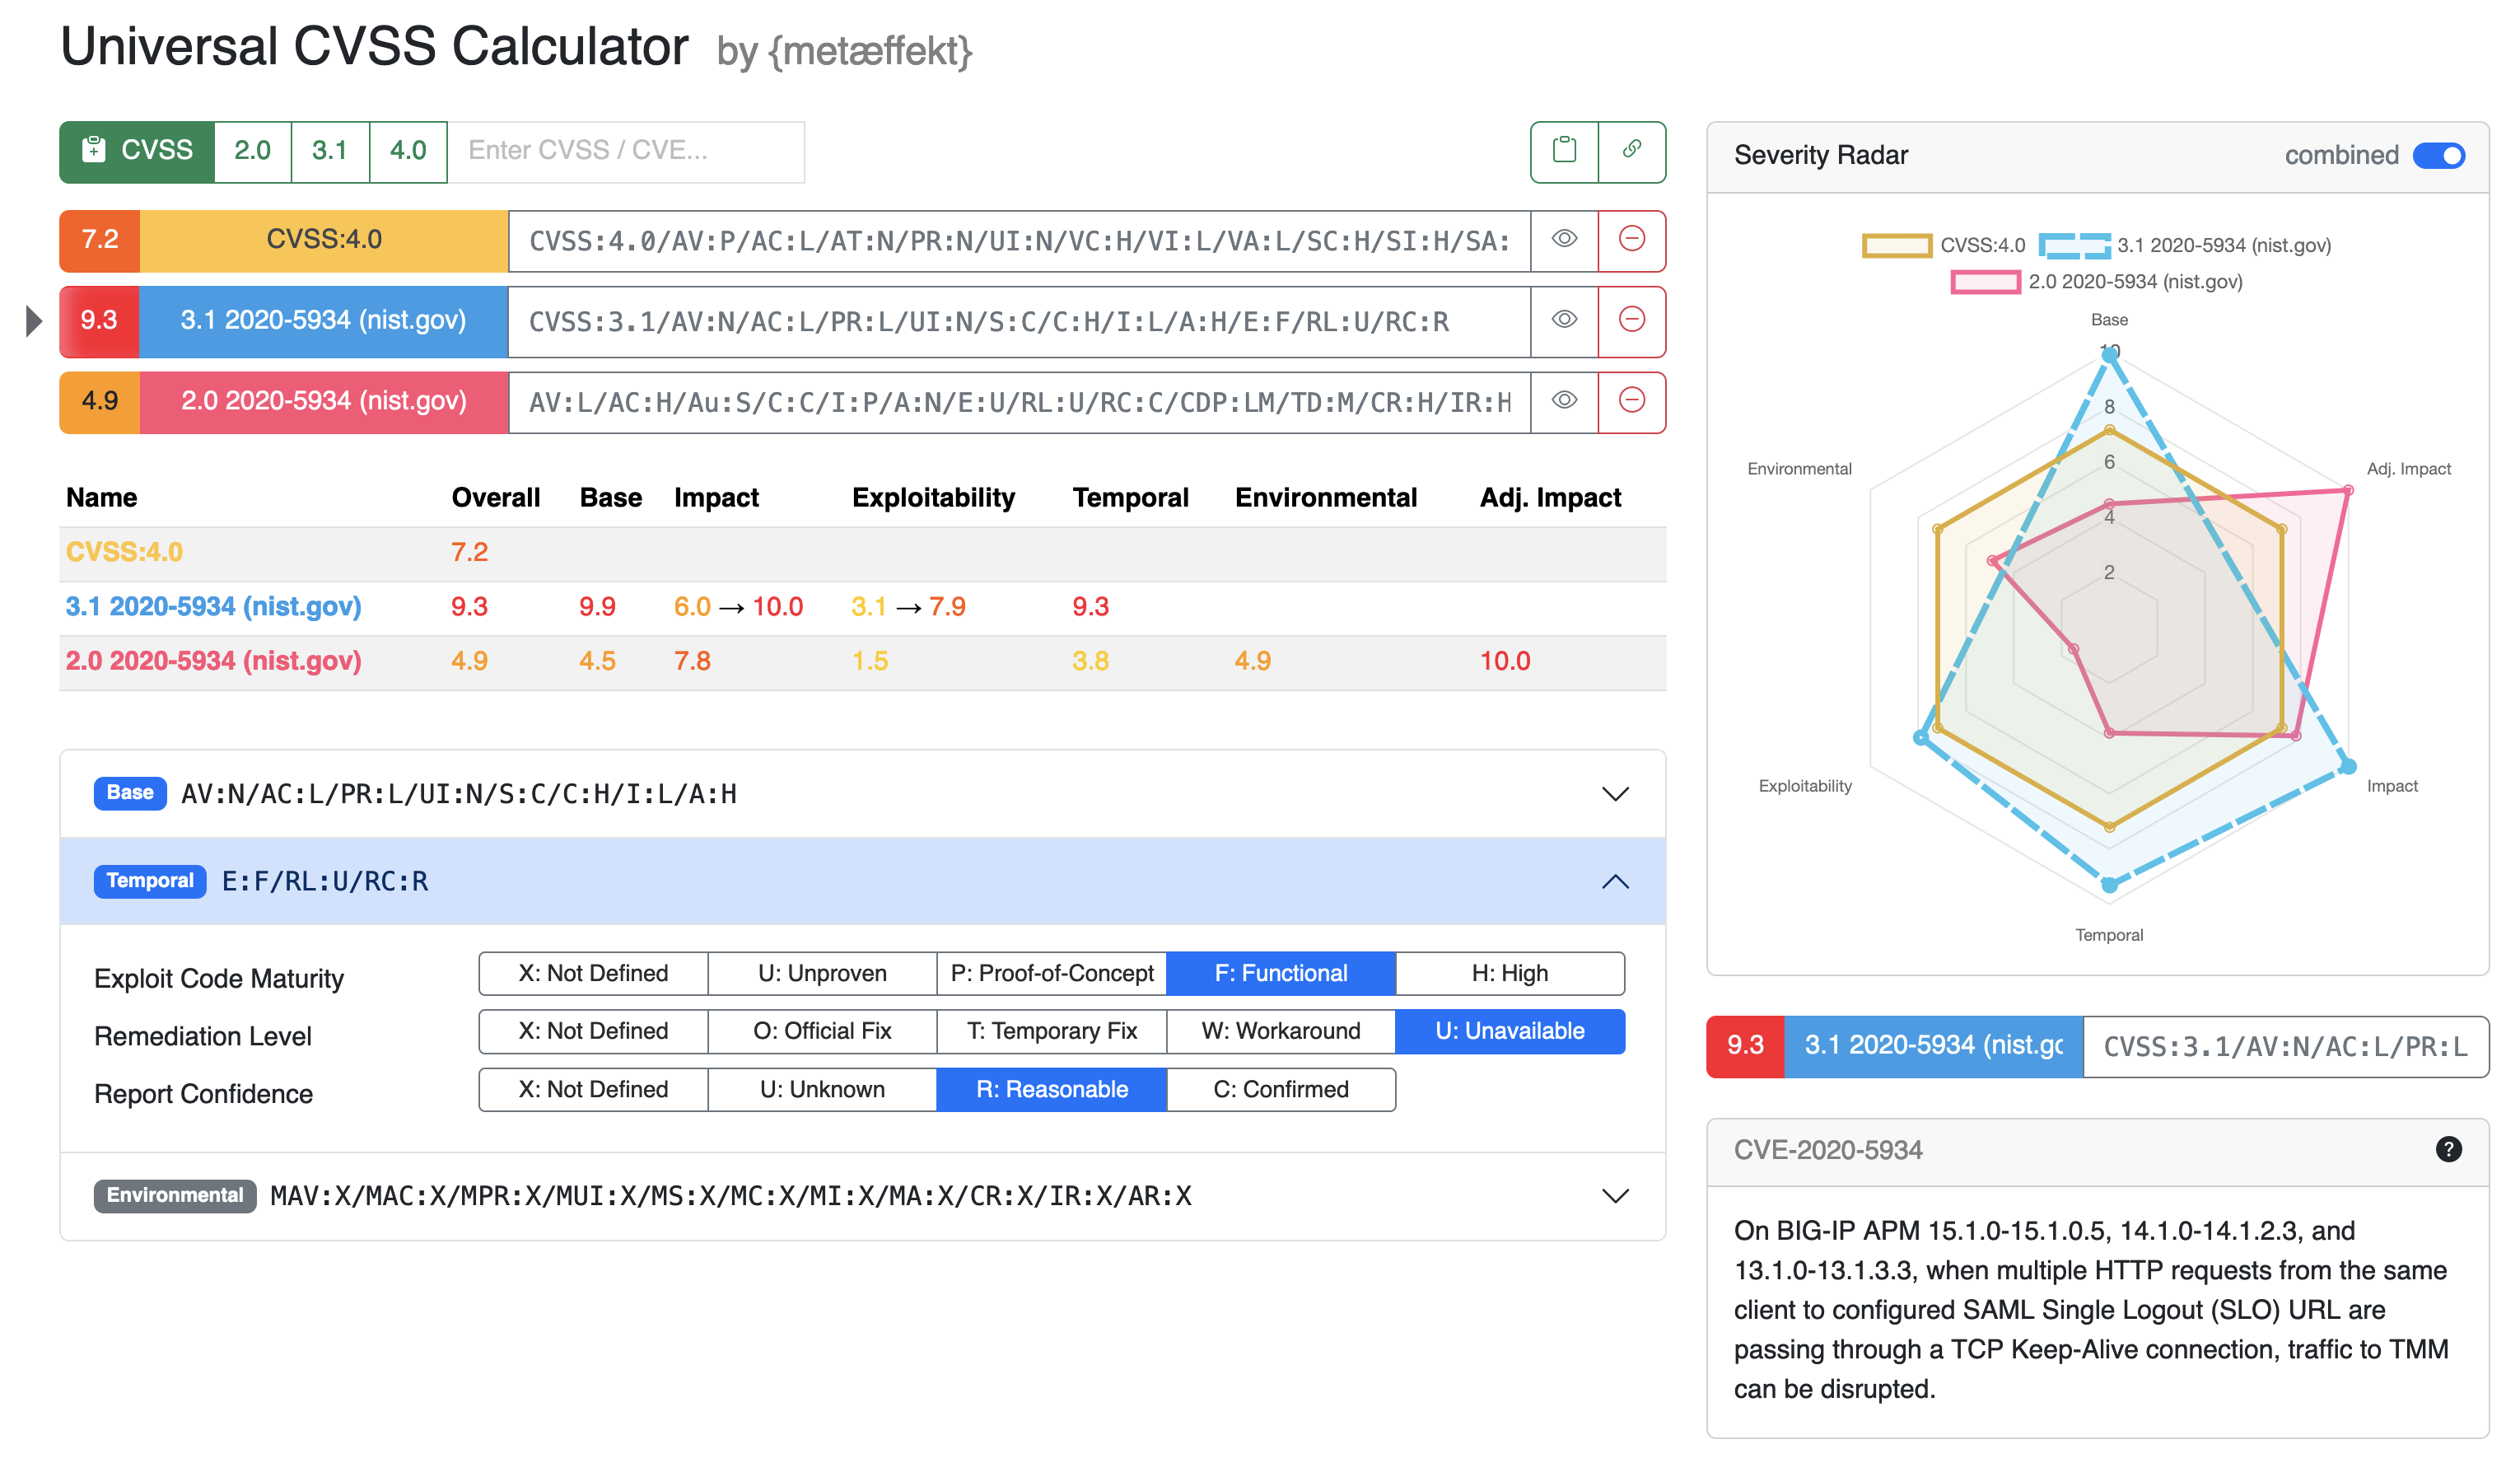 Universal CVSS Calculator by {metæffekt}
CVSS 2.0 3.1 4.0 Enter CVSS / CVE...
7.2 CVSS:4.0 CVSS:4.0/AV:P/AC:L/AT:N/PR:N/UI:N/VC:H/VI:L/VA:L/SC:H/SI:H/SA:
9.3 3.1 2020-5934 (nist.gov) CVSS:3.1/AV:N/AC:L/PR:L/UI:N/S:C/C:H/I:L/A:H/E:F/RL:U/RC:R
4.9 2.0 2020-5934 (nist.gov) AV:L/AC:H/Au:S/C:C/I:P/A:N/E:U/RL:U/RC:C/CDP:LM/TD:M/CR:H/IR:H
Name Overall Base Impact Exploitability Temporal Environmental Adj. Impact
CVSS:4.0 7.2
3.1 2020-5934 (nist.gov) 9.3 9.9 6.0 → 10.0 3.1 → 7.9 9.3
2.0 2020-5934 (nist.gov) 4.9 4.5 7.8 1.5 3.8 4.9 10.0
Base AV:N/AC:L/PR:L/UI:N/S:C/C:H/I:L/A:H
Temporal E:F/RL:U/RC:R
Exploit Code Maturity X: Not Defined U: Unproven P: Proof-of-Concept F: Functional H: High
Remediation Level X: Not Defined O: Official Fix T: Temporary Fix W: Workaround U: Unavailable
Report Confidence X: Not Defined U: Unknown R: Reasonable C: Confirmed
Environmental MAV:X/MAC:X/MPR:X/MUI:X/MS:X/MC:X/MI:X/MA:X/CR:X/IR:X/AR:X
Severity Radar combined
CVSS:4.0 3.1 2020-5934 (nist.gov)
2.0 2020-5934 (nist.gov)
Base
10
8
6
4
2
Environmental Adj. Impact
Exploitability Impact
Temporal
9.3 3.1 2020-5934 (nist.gc CVSS:3.1/AV:N/AC:L/PR:L
CVE-2020-5934 ?
On BIG-IP APM 15.1.0-15.1.0.5, 14.1.0-14.1.2.3, and
13.1.0-13.1.3.3, when multiple HTTP requests from the same
client to configured SAML Single Logout (SLO) URL are
passing through a TCP Keep-Alive connection, traffic to TMM
can be disrupted.